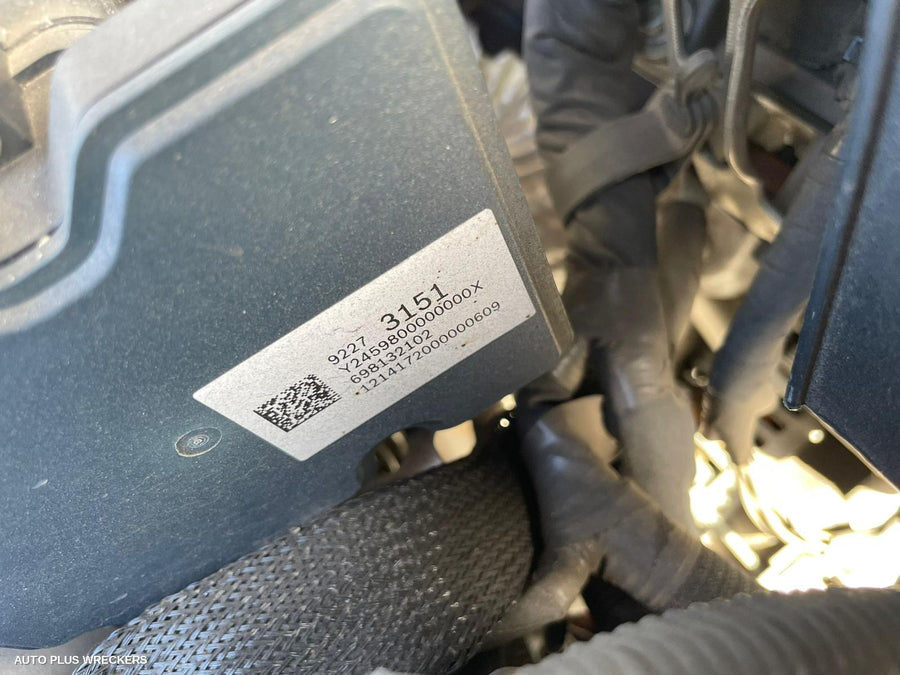 9227 3151
Y2459800000000X
698132102
1214172000000609
AUTO PLUS WRECKERS